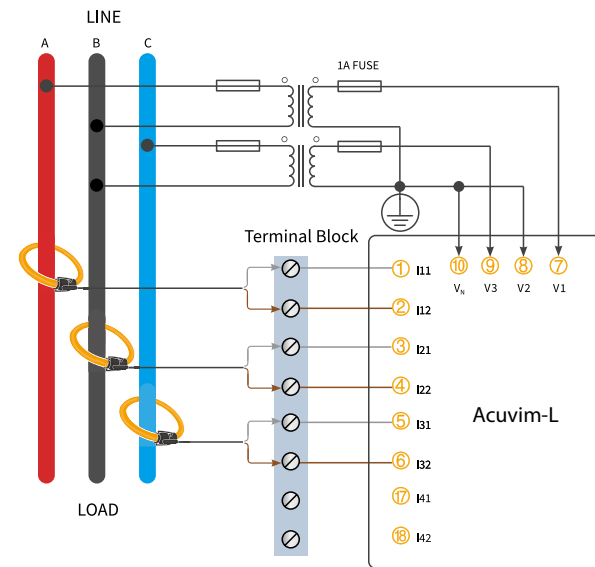 LINE
A B C
1A FUSE
Terminal Block
10 9 8 7
VN V3 V2 V1
1 I11
2 I12
3 I21
4 I22
5 I31
6 I32
17 I41
18 I42
Acuvim-L
LOAD